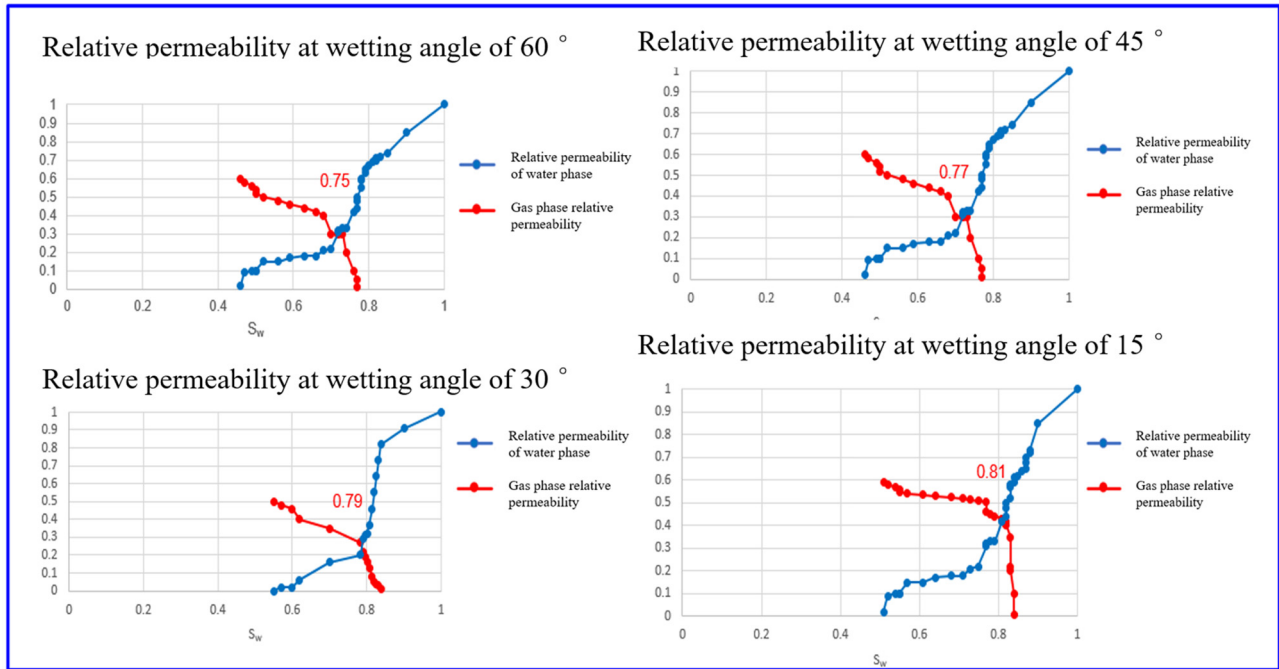 Relative permeability at wetting angle of 60 °
1
0.9
0.8
0.7
0.6
0.5
0.4
0.3
0.2
0.1
0
0 0.2 0.4 0.6 0.8 1
0.75
Sw
Relative permeability
of water phase
Gas phase relative
permeability
Relative permeability at wetting angle of 45 °
1
0.9
0.8
0.7
0.6
0.5
0.4
0.3
0.2
0.1
0
0 0.2 0.4 0.6 0.8 1
0.77
Relative permeability
of water phase
Gas phase relative
permeability
Relative permeability at wetting angle of 30 °
1
0.9
0.8
0.7
0.6
0.5
0.4
0.3
0.2
0.1
0
0 0.2 0.4 0.6 0.8 1
0.79
Sw
Relative permeability
of water phase
Gas phase relative
permeability
Relative permeability at wetting angle of 15 °
1
0.9
0.8
0.7
0.6
0.5
0.4
0.3
0.2
0.1
0
0 0.2 0.4 0.6 0.8 1
0.81
Sw
Relative permeability
of water phase
Gas phase relative
permeability